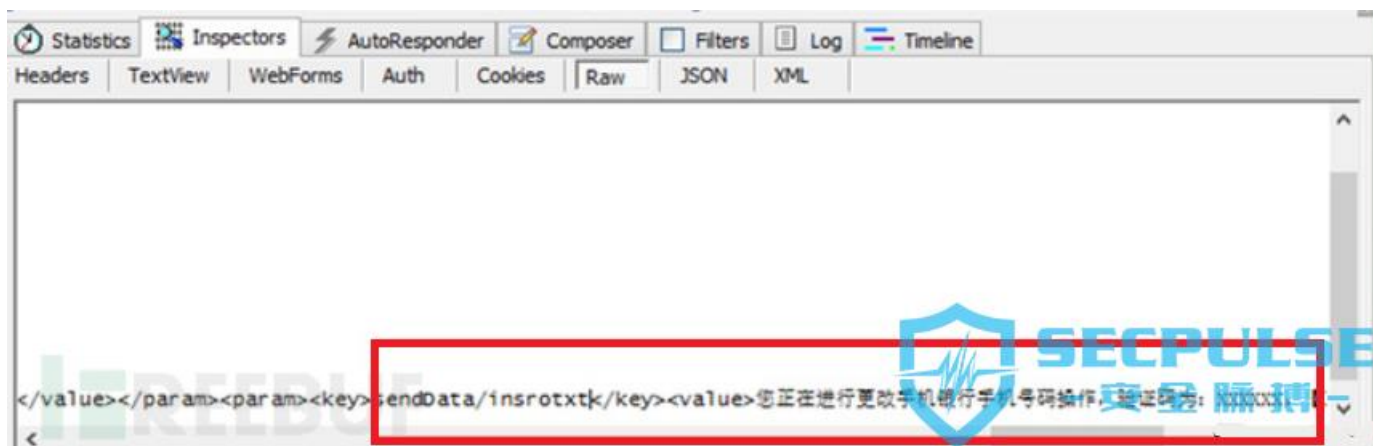 Statistics Inspectors AutoResponder Composer Filters Log Timeline
Headers TextView WebForms Auth Cookies Raw JSON XML
SECPULSE
安全脉搏
REEBUF
</value></param><param><key>sendData/insrotxt</key><value>您正在进行更改手机银行手机号码操作，验证码为：XXXXXX